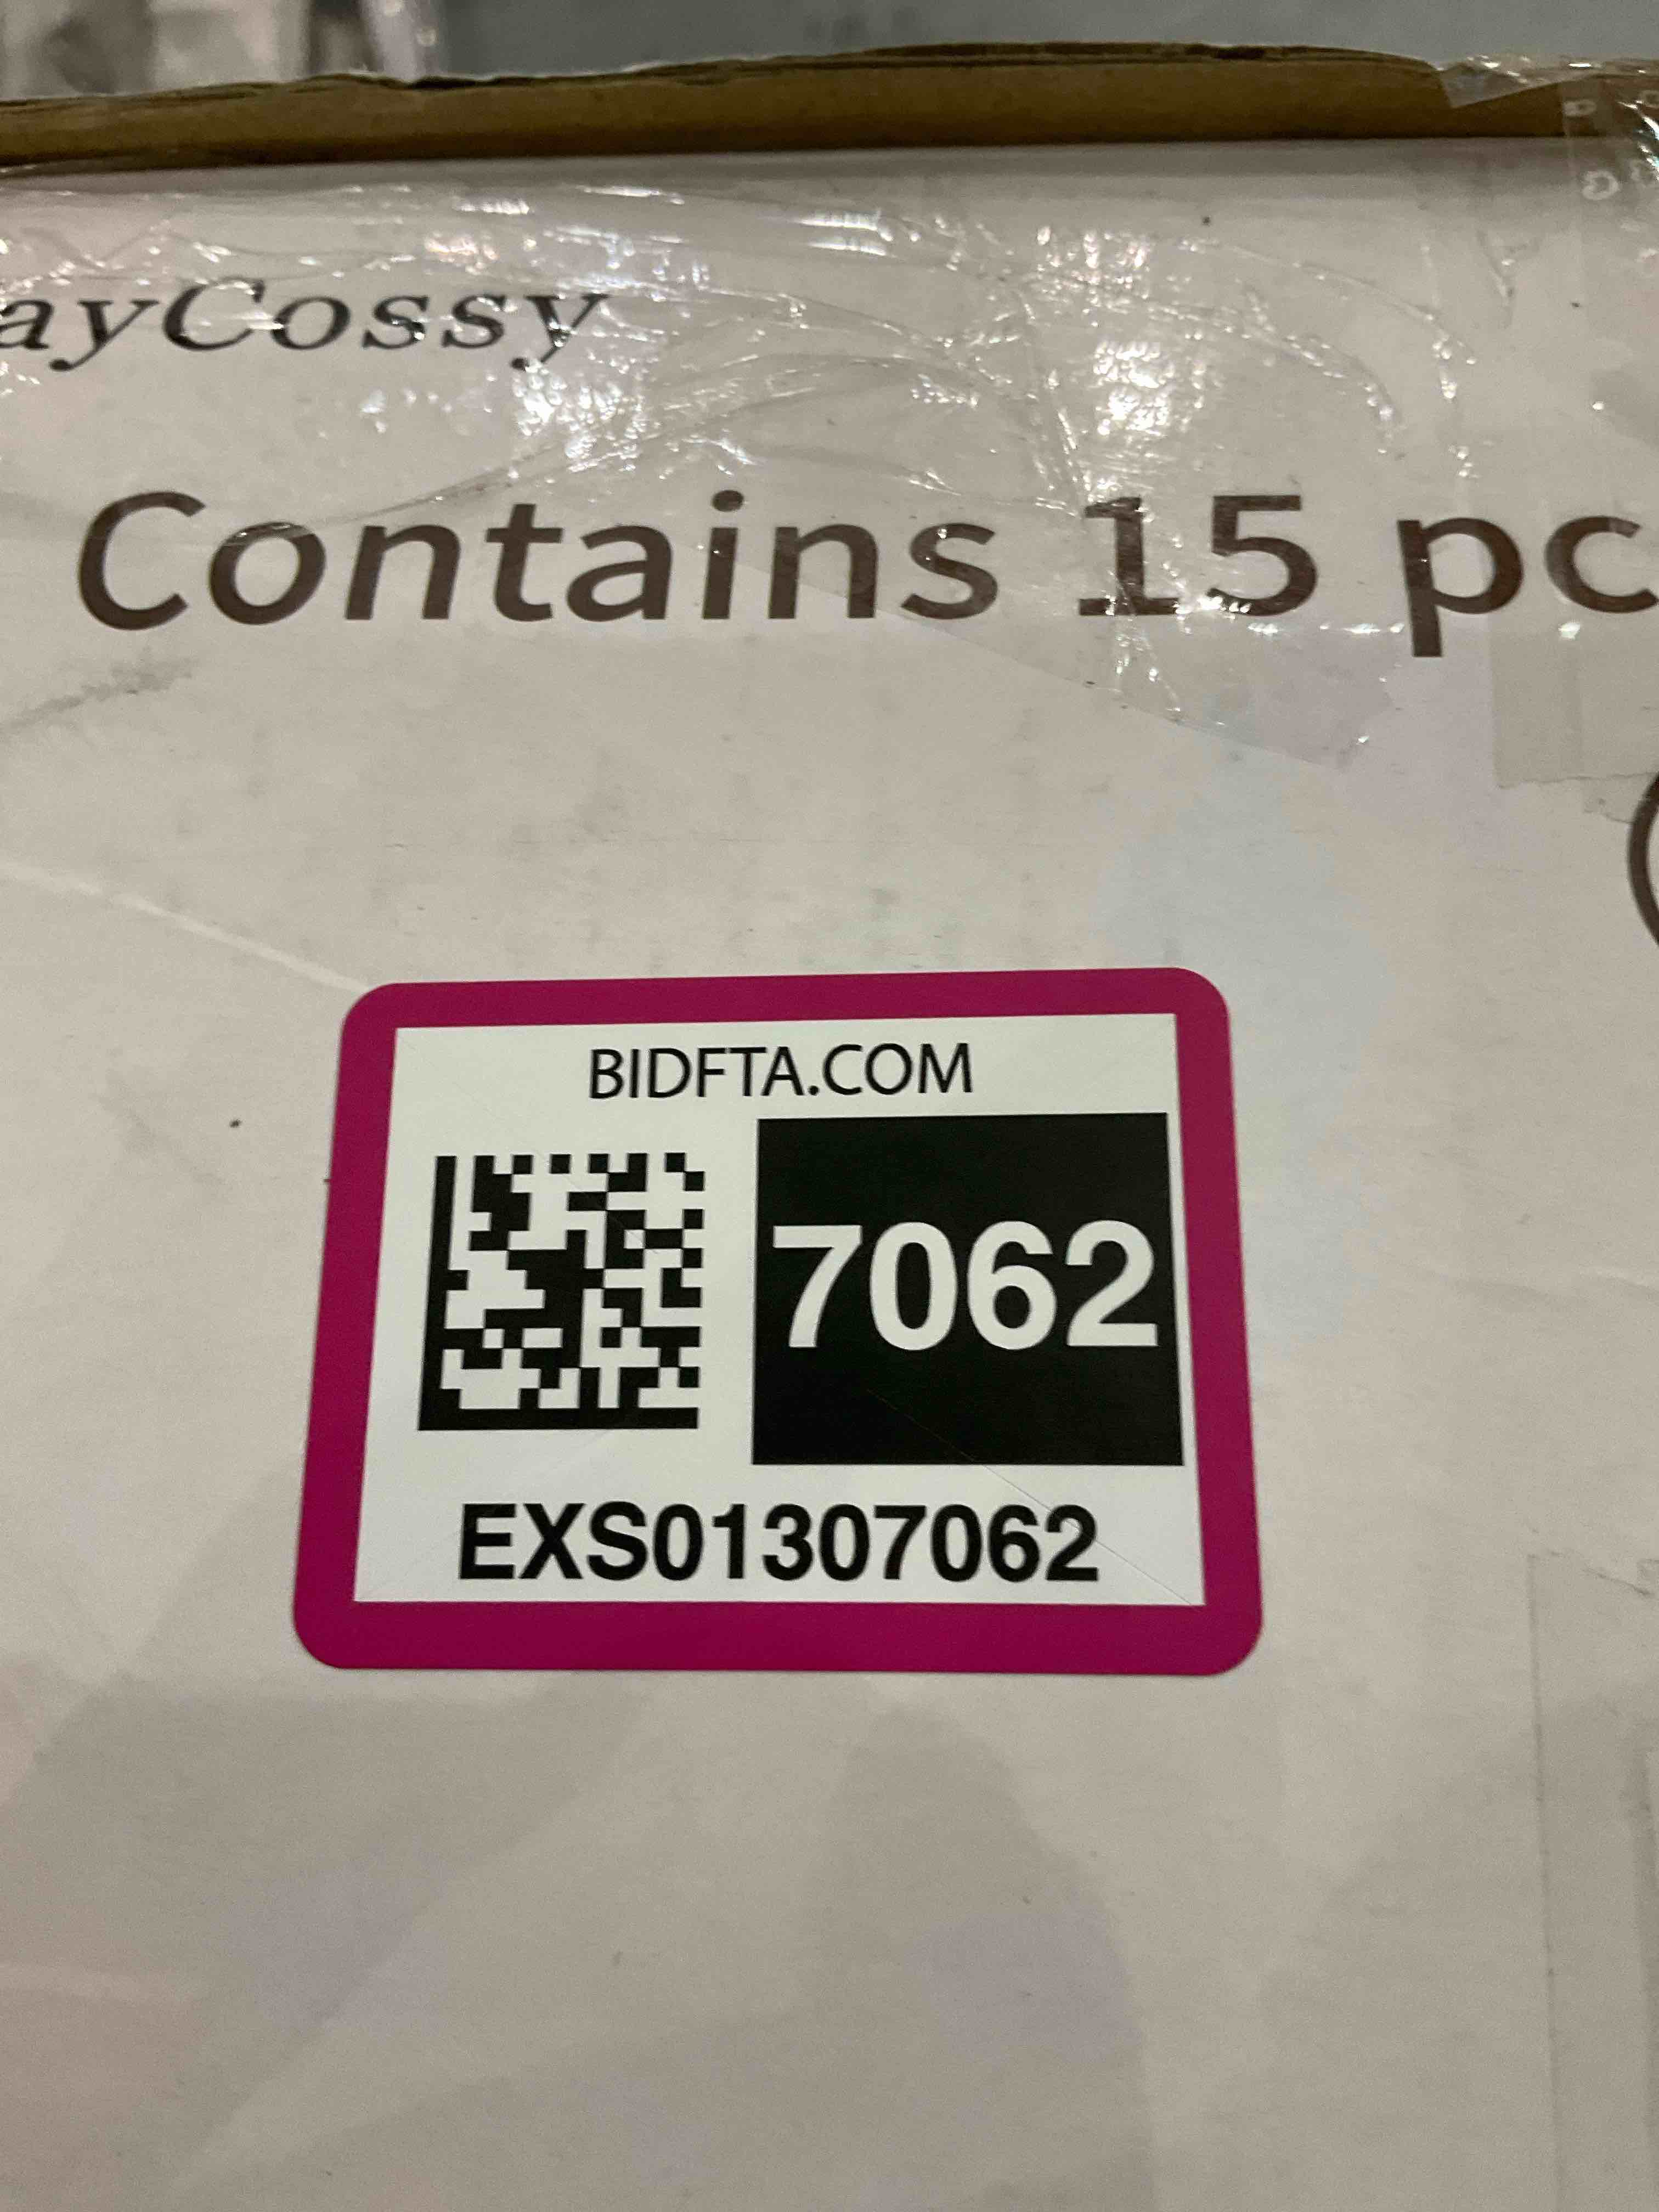 ayCossy
Contains 15 pc
BIDFTA.COM
7062
EXS01307062